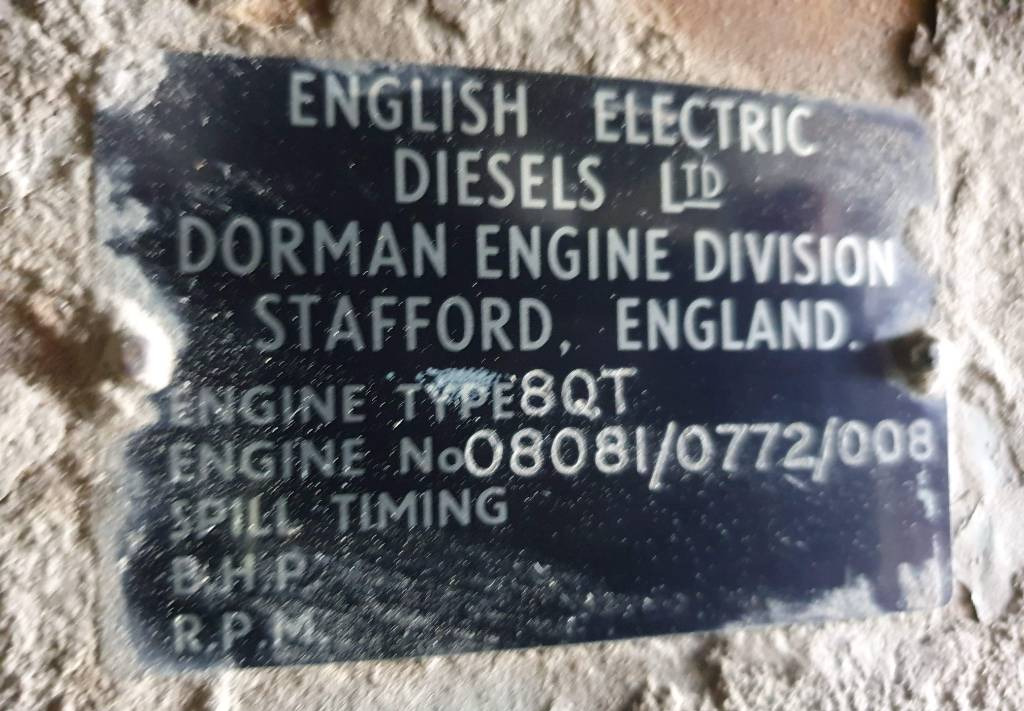 ENGLISH ELECTRIC
DIESELS LTD
DORMAN ENGINE DIVISION
STAFFORD, ENGLAND.
ENGINE TYPE 8QT
ENGINE No 08081/0772/008
SPILL TIMING
B.H.P.
R.P.M.